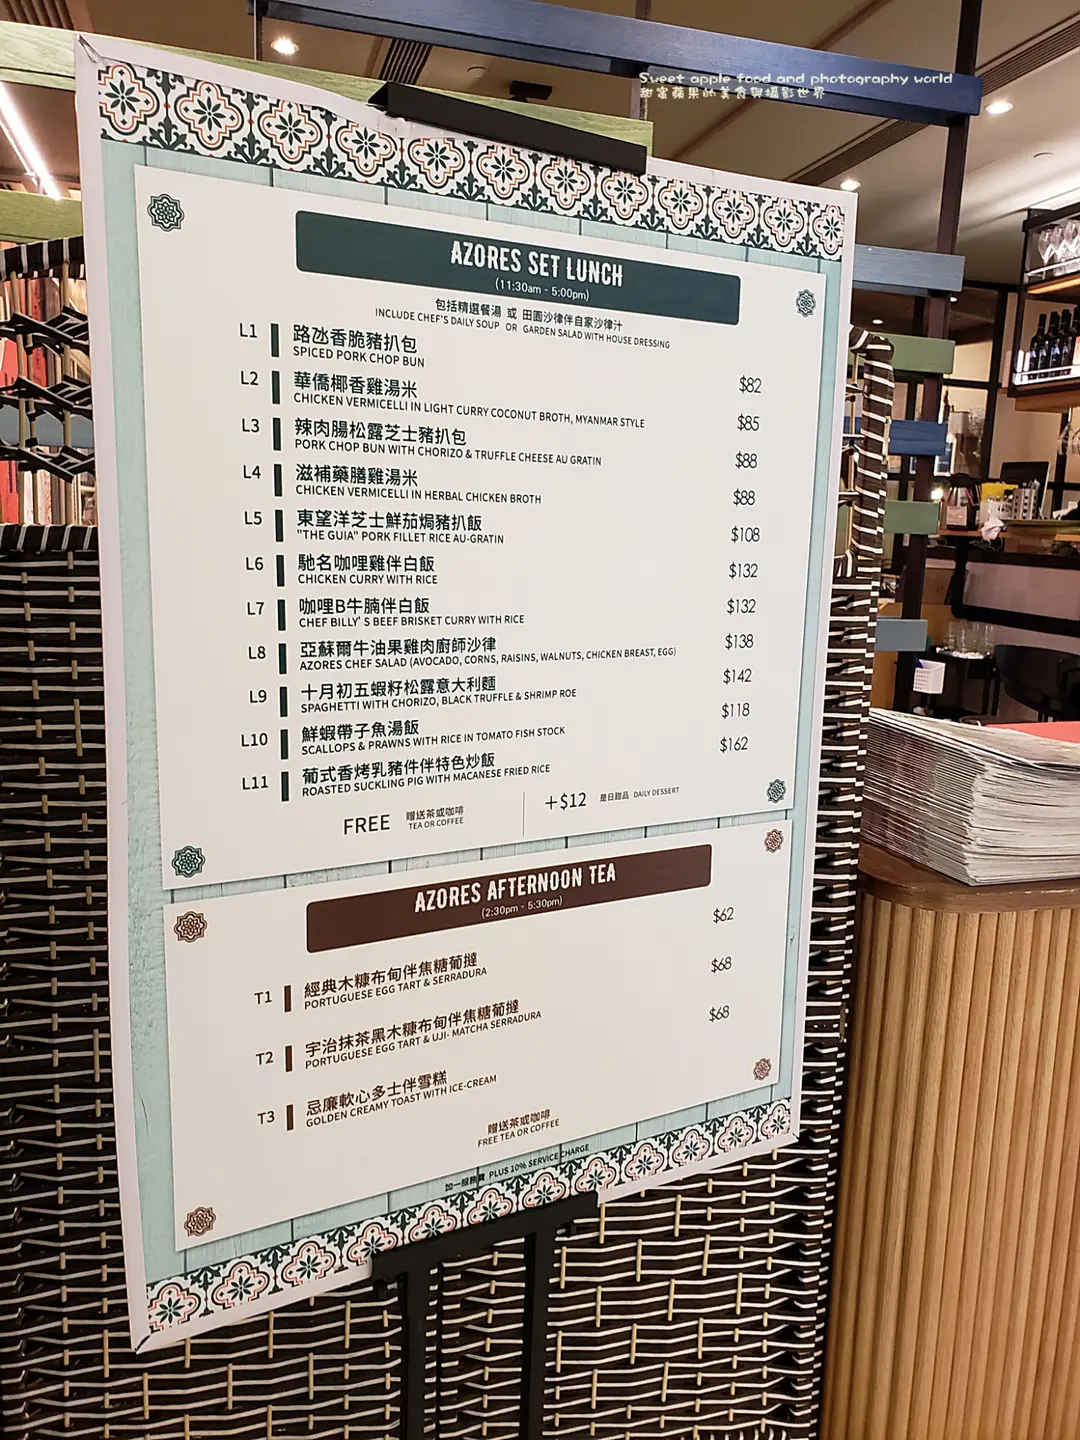 Sweet apple food and photography world
甜蜜蘋果的美食與攝影世界
AZORES SET LUNCH
(11:30am - 5:00pm)
包括精選餐湯 或 田園沙律伴自家沙律汁
INCLUDE CHEF'S DAILY SOUP OR GARDEN SALAD WITH HOUSE DRESSING
L1 路氹香脆豬扒包 $82
SPICED PORK CHOP BUN
L2 華僑椰香雞湯米 $85
CHICKEN VERMICELLI IN LIGHT CURRY COCONUT BROTH, MYANMAR STYLE
L3 辣肉腸松露芝士豬扒包 $88
PORK CHOP BUN WITH CHORIZO & TRUFFLE CHEESE AU GRATIN
L4 滋補藥膳雞湯米 $88
CHICKEN VERMICELLI IN HERBAL CHICKEN BROTH
L5 東望洋芝士鮮茄焗豬扒飯 $108
"THE GUIA" PORK FILLET RICE AU-GRATIN
L6 馳名咖哩雞伴白飯 $132
CHICKEN CURRY WITH RICE
L7 咖哩B牛腩伴白飯 $132
CHEF BILLY'S BEEF BRISKET CURRY WITH RICE
L8 亞蘇爾牛油果雞肉廚師沙律 $138
AZORES CHEF SALAD (AVOCADO, CORNS, RAISINS, WALNUTS, CHICKEN BREAST, EGG)
L9 十月初五蝦籽松露意大利麵 $142
SPAGHETTI WITH CHORIZO, BLACK TRUFFLE & SHRIMP ROE
L10 鮮蝦帶子魚湯飯 $118
SCALLOPS & PRAWNS WITH RICE IN TOMATO FISH STOCK
L11 葡式香烤乳豬件伴特色炒飯 $162
ROASTED SUCKLING PIG WITH MACANESE FRIED RICE
FREE 贈送茶或咖啡 TEA OR COFFEE
+$12 是日甜品 DAILY DESSERT
AZORES AFTERNOON TEA
(2:30pm - 5:30pm)
T1 經典木糠布甸伴焦糖葡撻 $62
PORTUGUESE EGG TART & SERRADURA
T2 宇治抹茶黑木糠布甸伴焦糖葡撻 $68
PORTUGUESE EGG TART & UJI- MATCHA SERRADURA
T3 忌廉軟心多士伴雪糕 $68
GOLDEN CREAMY TOAST WITH ICE-CREAM
贈送茶或咖啡
FREE TEA OR COFFEE
加一服務費 PLUS 10% SERVICE CHARGE